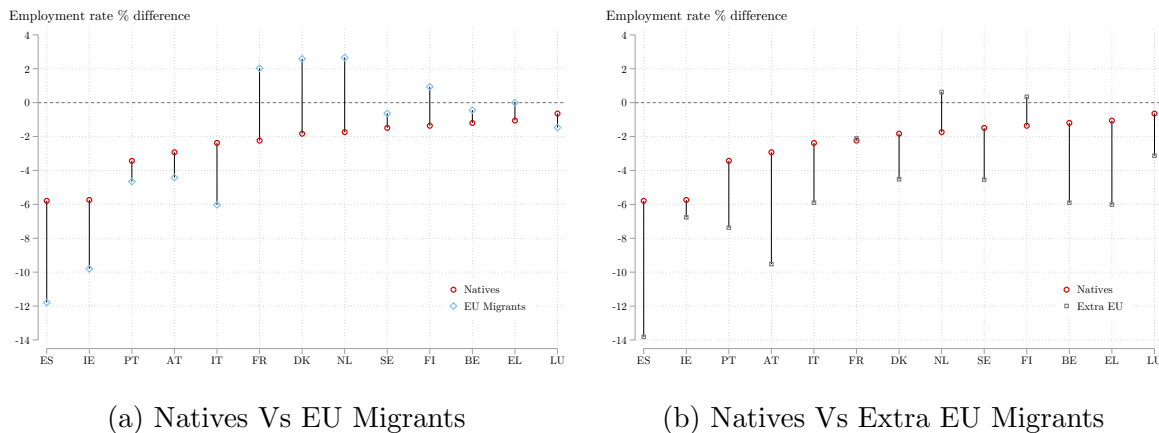 Employment rate % difference
4
2
0
-2
-4
-6
-8
-10
-12
-14
Natives
EU Migrants
ES IE PT AT IT FR DK NL SE FI BE EL LU
(a) Natives Vs EU Migrants
Employment rate % difference
4
2
0
-2
-4
-6
-8
-10
-12
-14
Natives
Extra EU
ES IE PT AT IT FR DK NL SE FI BE EL LU
(b) Natives Vs Extra EU Migrants